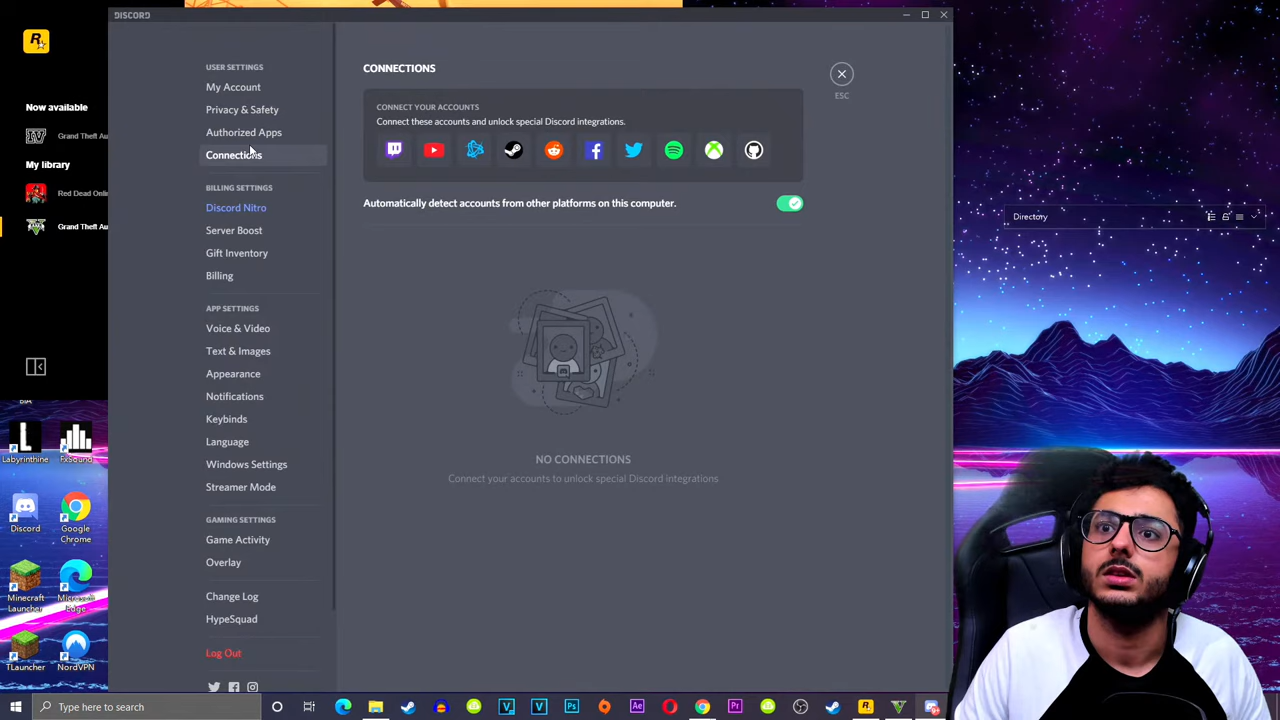 DISCORD
Now available
Grand Theft Au
My library
Red Dead Onli
Grand Theft Au
Labyrinthine
FxSound
Discord
Google Chrome
Minecraft Launcher
Microsoft Edge
TLauncher
NordVPN
USER SETTINGS
My Account
Privacy & Safety
Authorized Apps
Connections
BILLING SETTINGS
Discord Nitro
Server Boost
Gift Inventory
Billing
APP SETTINGS
Voice & Video
Text & Images
Appearance
Notifications
Keybinds
Language
Windows Settings
Streamer Mode
GAMING SETTINGS
Game Activity
Overlay
Change Log
HypeSquad
Log Out
CONNECTIONS
ESC
CONNECT YOUR ACCOUNTS
Connect these accounts and unlock special Discord integrations.
Automatically detect accounts from other platforms on this computer.
NO CONNECTIONS
Connect your accounts to unlock special Discord integrations
Directory
Type here to search